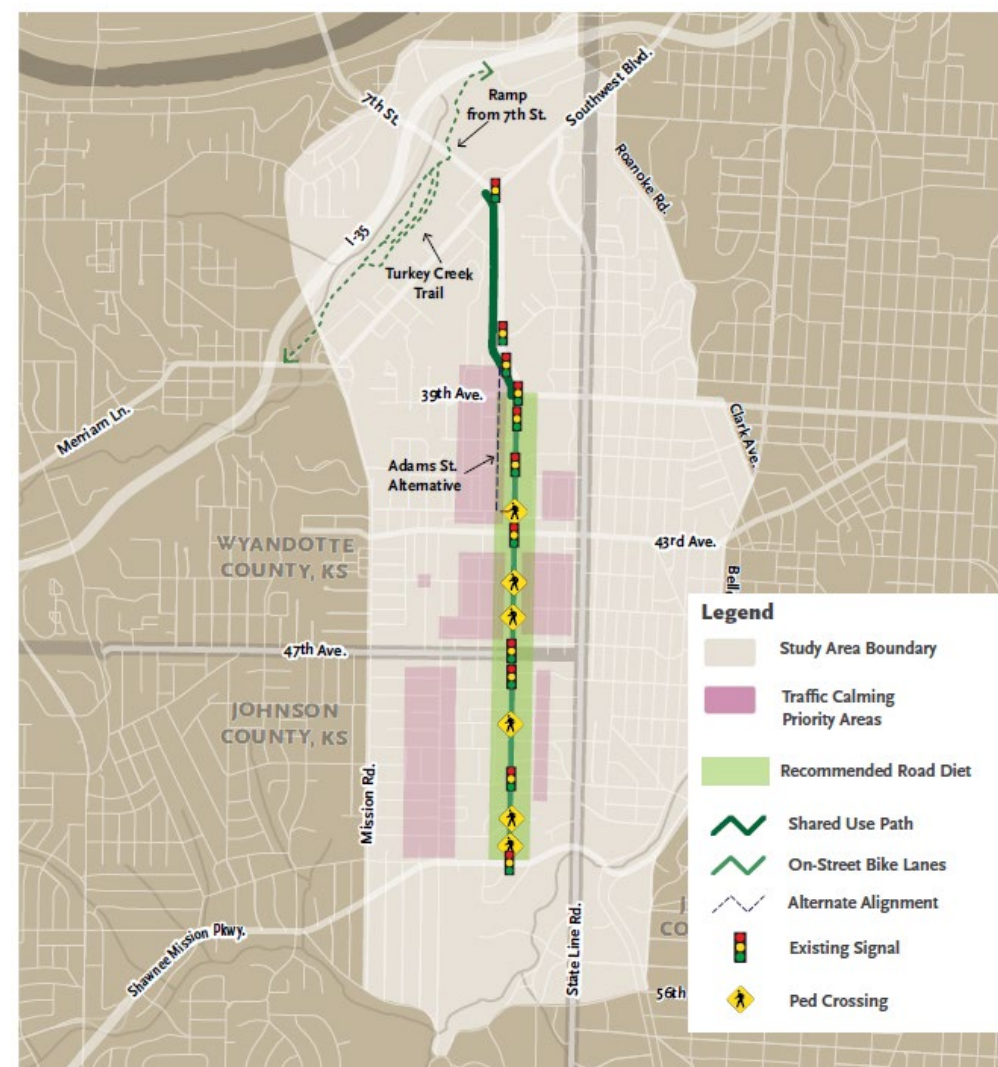 Ramp
from 7th St.
7th St.
Southwest Blvd.
Roanoke Rd.
I-35
Turkey Creek
Trail
39th Ave.
Merriam Ln.
Clark Ave.
Adams St.
Alternative
WYANDOTTE
COUNTY, KS
43rd Ave.
47th Ave.
JOHNSON
COUNTY, KS
Mission Rd.
Shawnee Mission Pkwy.
State Line Rd.
56th
Legend
Study Area Boundary
Traffic Calming
Priority Areas
Recommended Road Diet
Shared Use Path
On-Street Bike Lanes
Alternate Alignment
Existing Signal
Ped Crossing